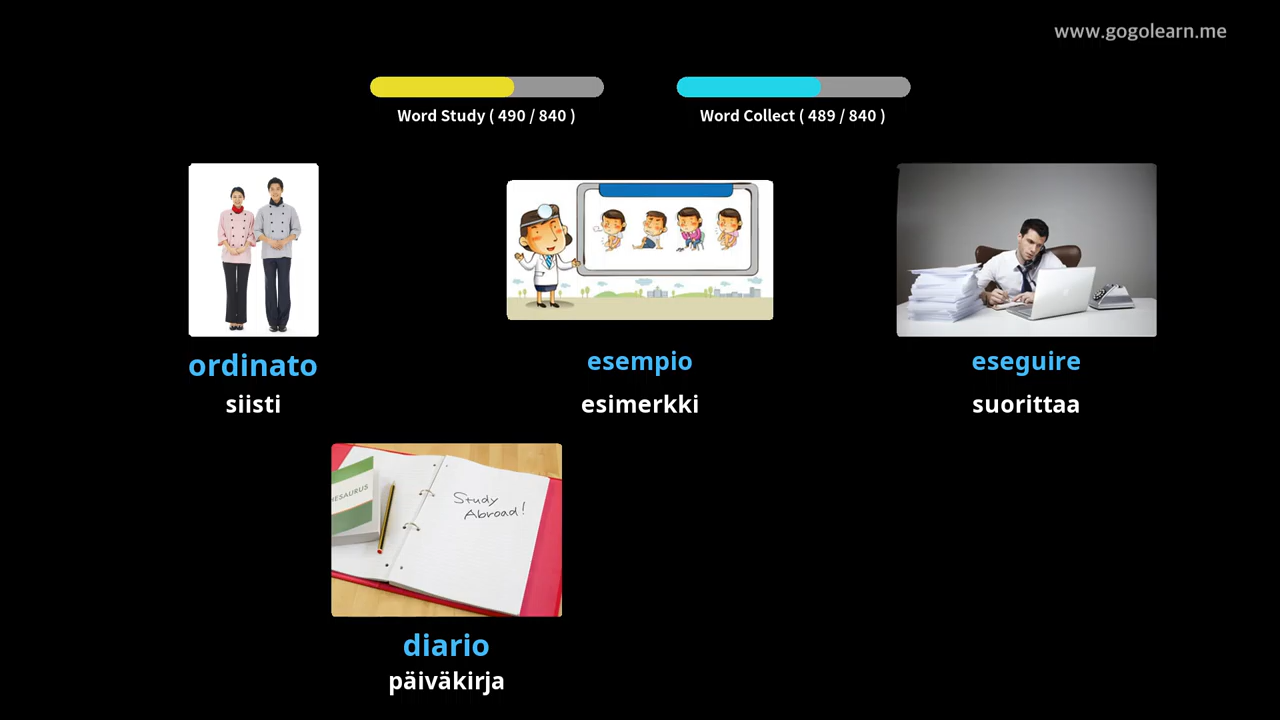 www.gogolearn.me
Word Study ( 490 / 840 )
Word Collect ( 489 / 840 )
ordinato
siisti
esempio
esimerkki
eseguire
suorittaa
HESAURUS
Study
Abroad!
diario
päiväkirja